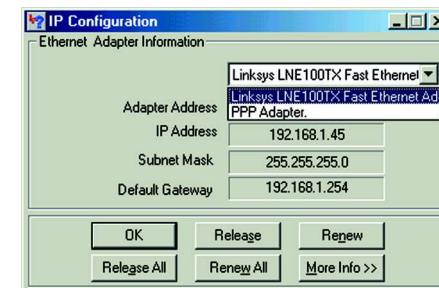 IP Configuration
Ethernet Adapter Information
Linksys LNE100TX Fast Ethernet
Linksys LNE100TX Fast Ethernet Ad
PPP Adapter.
Adapter Address
IP Address 192.168.1.45
Subnet Mask 255.255.255.0
Default Gateway 192.168.1.254
OK Release Renew
Release All Renew All More Info >>